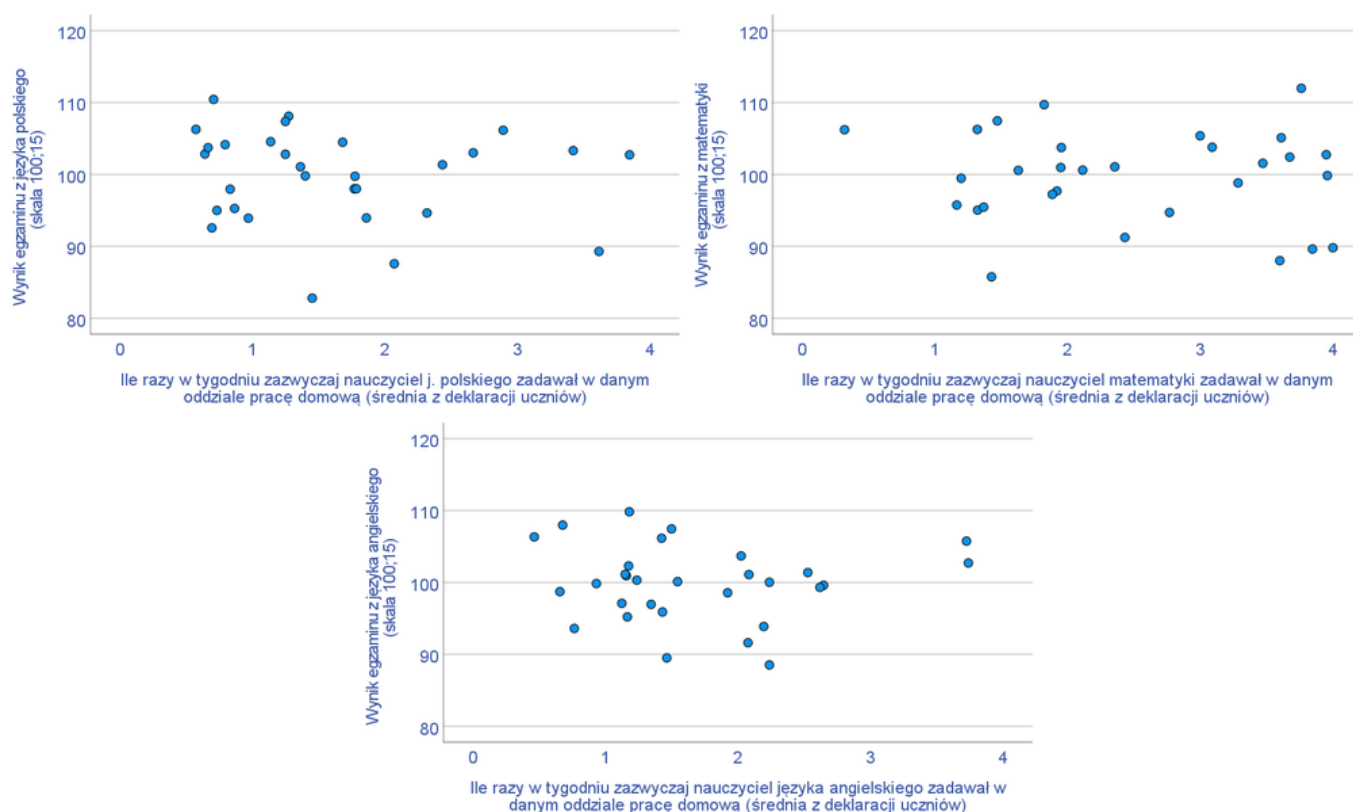 120
110
100
90
80
Wynik egzaminu z języka polskiego
(skala 100;15)
0 1 2 3 4
Ile razy w tygodniu zazwyczaj nauczyciel j. polskiego zadawał w danym
oddziale pracę domową (średnia z deklaracji uczniów)
120
110
100
90
80
Wynik egzaminu z matematyki
(skala 100;15)
0 1 2 3 4
Ile razy w tygodniu zazwyczaj nauczyciel matematyki zadawał w danym
oddziale pracę domową (średnia z deklaracji uczniów)
120
110
100
90
80
Wynik egzaminu z języka angielskiego
(skala 100;15)
0 1 2 3 4
Ile razy w tygodniu zazwyczaj nauczyciel języka angielskiego zadawał w
danym oddziale pracę domową (średnia z deklaracji uczniów)